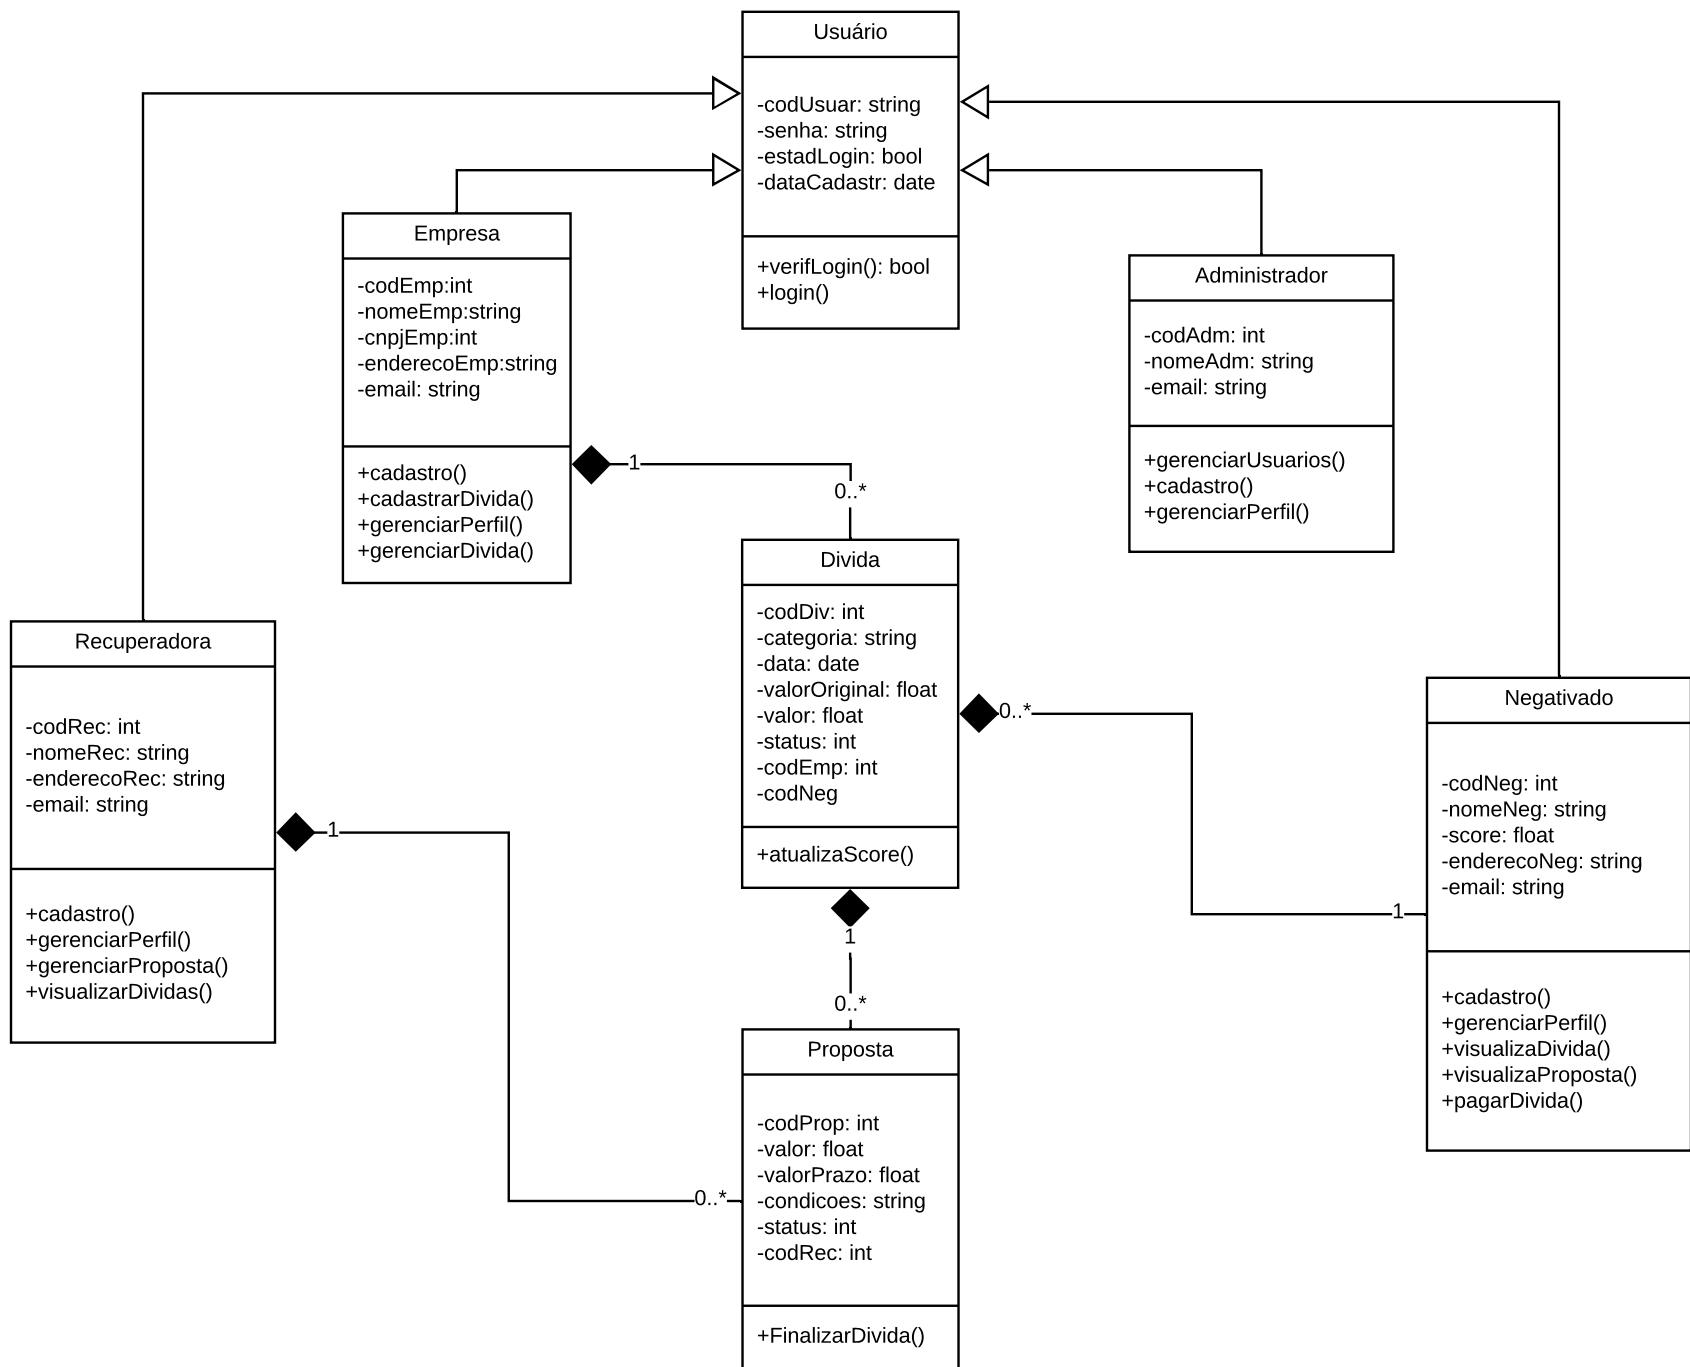 Usuário
-codUsuar: string
-senha: string
-estadLogin: bool
-dataCadastr: date
+verifLogin(): bool
+login()
Empresa
-codEmp:int
-nomeEmp:string
-cnpjEmp:int
-enderecoEmp:string
-email: string
+cadastro()
+cadastrarDivida()
+gerenciarPerfil()
+gerenciarDivida()
Administrador
-codAdm: int
-nomeAdm: string
-email: string
+gerenciarUsuarios()
+cadastro()
+gerenciarPerfil()
1
0..*
Divida
-codDiv: int
-categoria: string
-data: date
-valorOriginal: float
-valor: float
-status: int
-codEmp: int
-codNeg
+atualizaScore()
Recuperadora
-codRec: int
-nomeRec: string
-enderecoRec: string
-email: string
+cadastro()
+gerenciarPerfil()
+gerenciarProposta()
+visualizarDividas()
1
0..*
0..*
1
Negativado
-codNeg: int
-nomeNeg: string
-score: float
-enderecoNeg: string
-email: string
+cadastro()
+gerenciarPerfil()
+visualizaDivida()
+visualizaProposta()
+pagarDivida()
1
0..*
Proposta
-codProp: int
-valor: float
-valorPrazo: float
-condicoes: string
-status: int
-codRec: int
+FinalizarDivida()